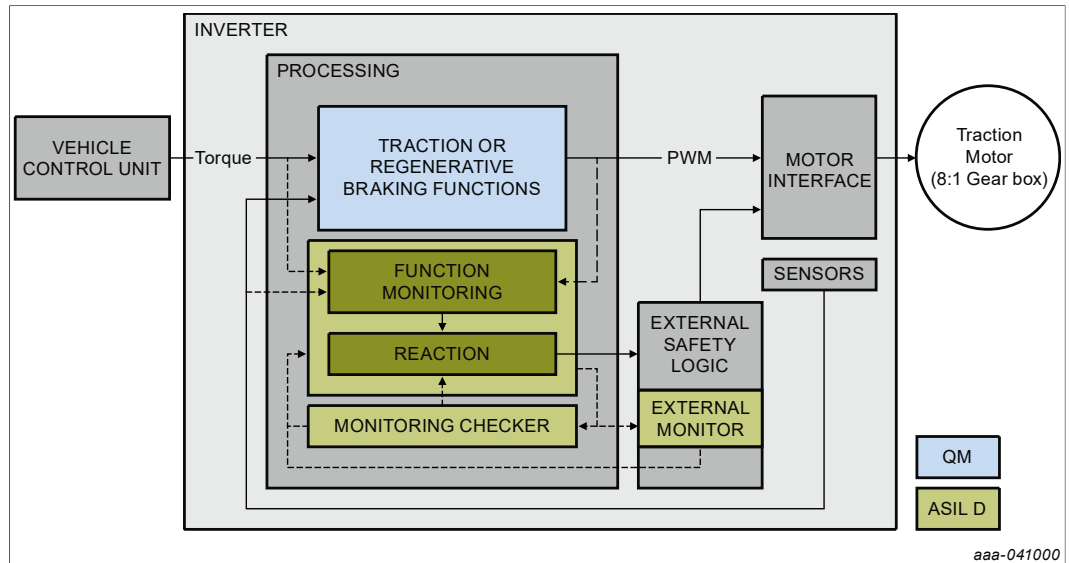 INVERTER
PROCESSING
VEHICLE
CONTROL UNIT
Torque
TRACTION OR
REGENERATIVE
BRAKING FUNCTIONS
PWM
MOTOR
INTERFACE
Traction
Motor
(8:1 Gear box)
FUNCTION
MONITORING
SENSORS
REACTION
EXTERNAL
SAFETY
LOGIC
MONITORING CHECKER
EXTERNAL
MONITOR
QM
ASIL D
aaa-041000